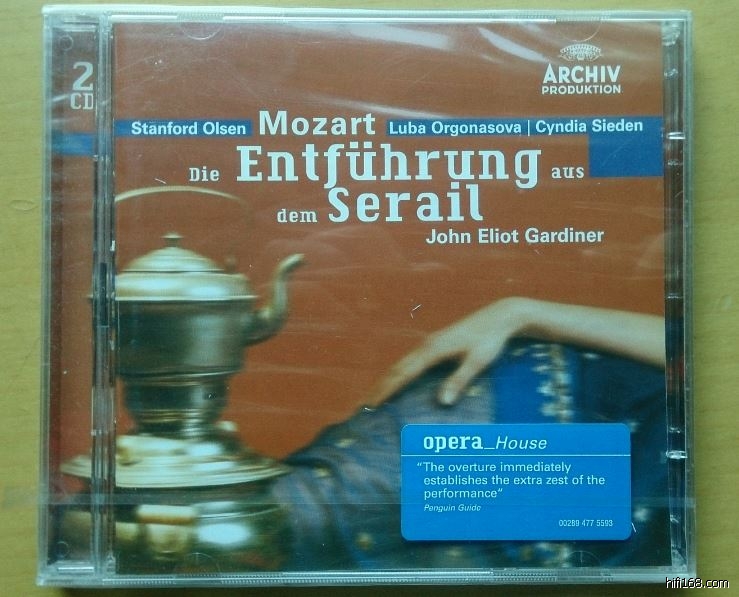 2
CD
ARCHIV
PRODUKTION
Stanford Olsen Mozart Luba Orgonasova | Cyndia Sieden
Die Entführung aus
dem Serail
John Eliot Gardiner
opera_House
“The overture immediately
establishes the extra zest of the
performance”
Penguin Guide
00289 477 5593
hifi168.com